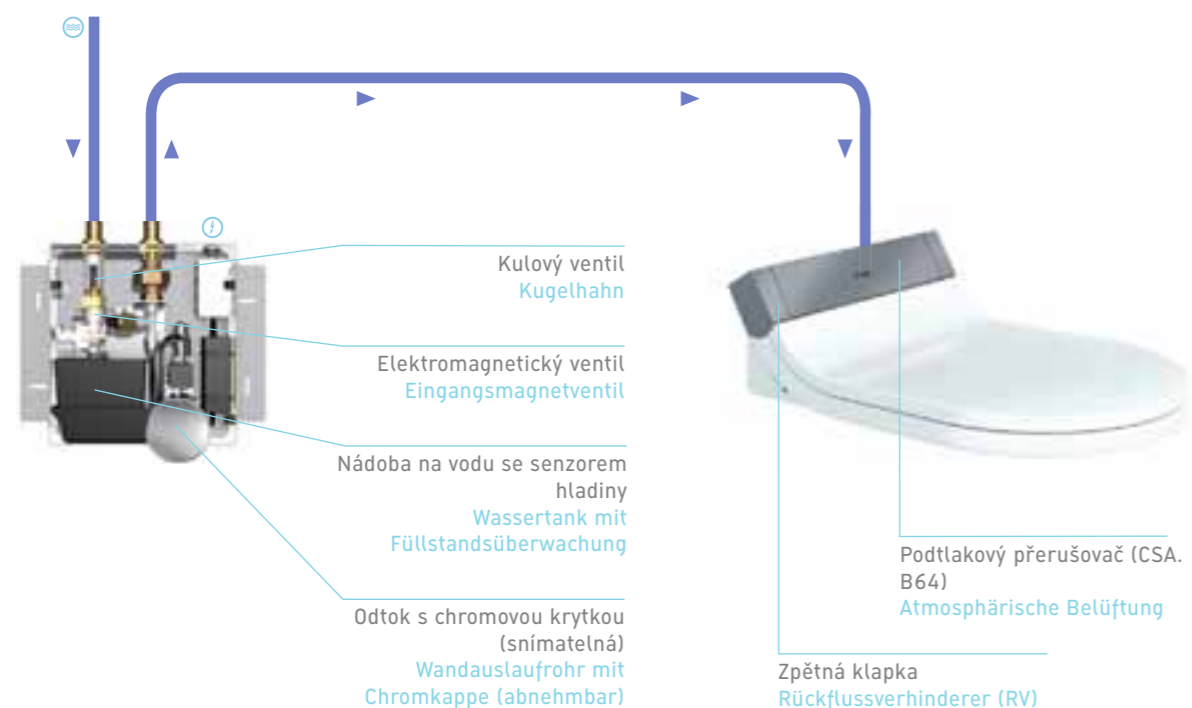 Kulový ventil
Kugelhahn
Elektromagnetický ventil
Eingangsmagnetventil
Nádoba na vodu se senzorem
hladiny
Wassertank mit
Füllstandsüberwachung
Odtok s chromovou krytkou
(snímatelná)
Wandauslaufrohr mit
Chromkappe (abnehmbar)
Podtlakový přerušovač (CSA.
B64)
Atmosphärische Belüftung
Zpětná klapka
Rückflussverhinderer (RV)